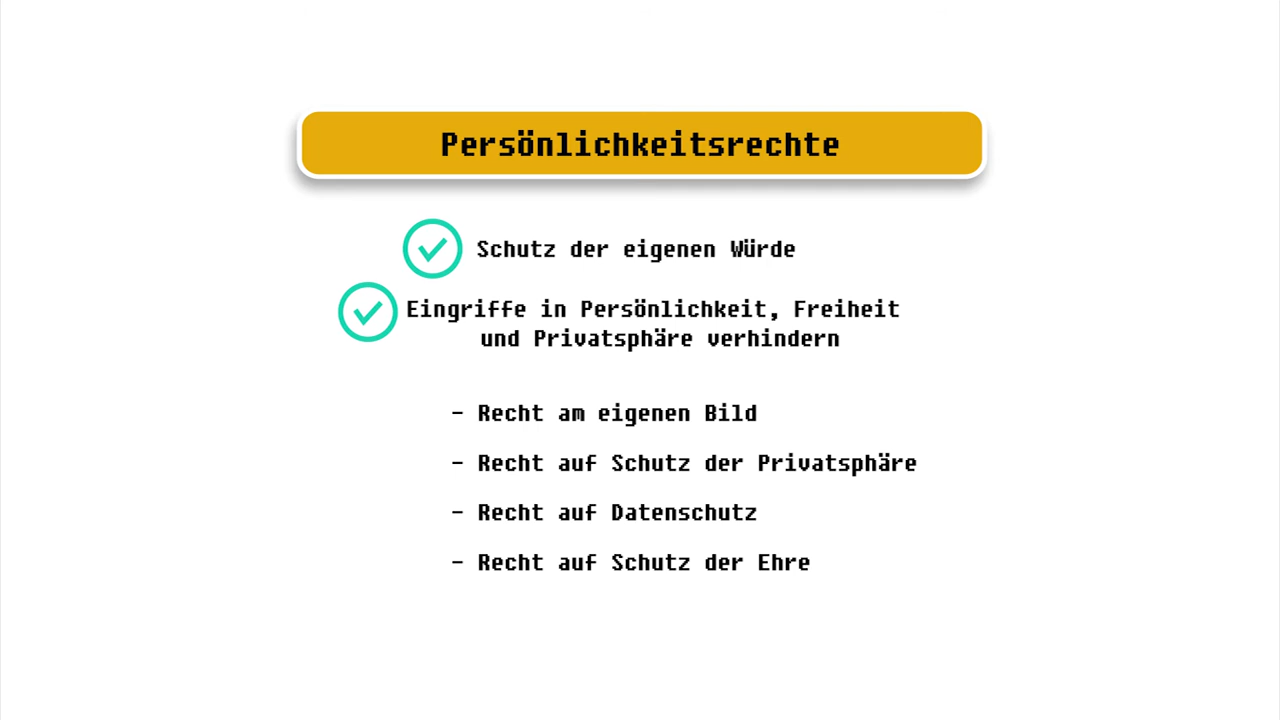 Persönlichkeitsrechte
Schutz der eigenen Würde
Eingriffe in Persönlichkeit, Freiheit
und Privatsphäre verhindern
- Recht am eigenen Bild
- Recht auf Schutz der Privatsphäre
- Recht auf Datenschutz
- Recht auf Schutz der Ehre